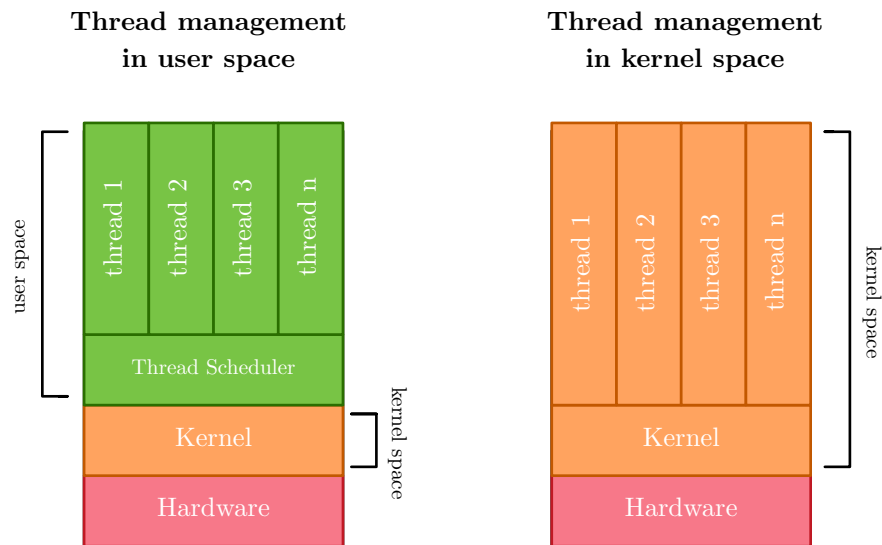 Thread management
in user space
user space
thread 1
thread 2
thread 3
thread n
Thread Scheduler
Kernel
kernel space
Hardware
Thread management
in kernel space
thread 1
thread 2
thread 3
thread n
kernel space
Kernel
Hardware